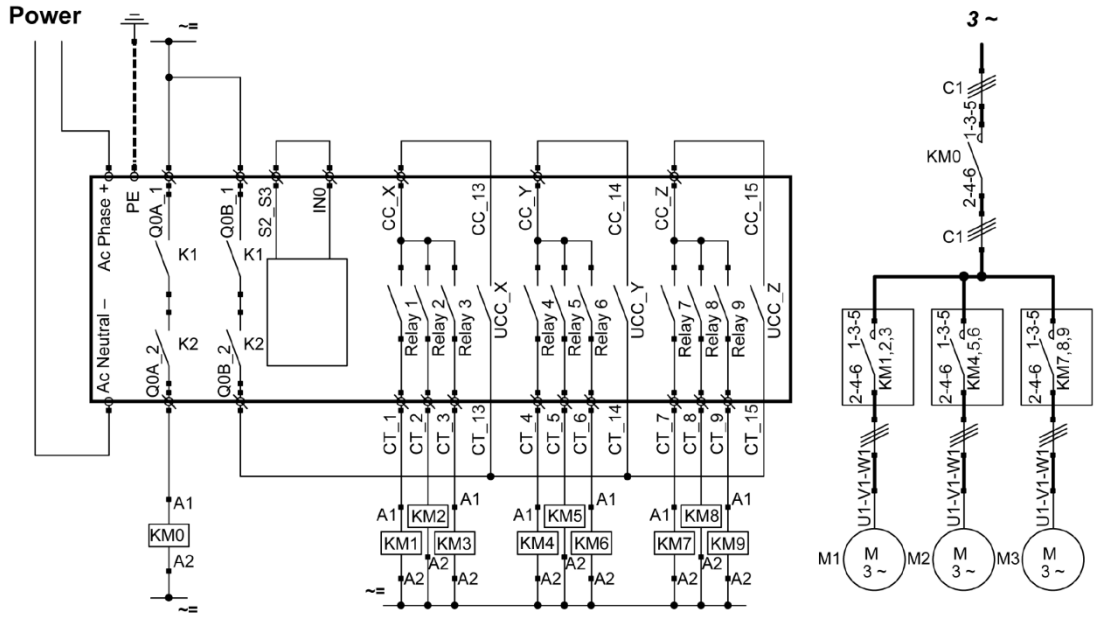 Power
~=
3 ~
C1
1-3-5
KM0
2-4-6
C1
Ac Phase +
PE
Q0A_1
Q0B_1
S2_S3
IN0
CC_X
CC_13
CC_Y
CC_14
CC_Z
CC_15
K1
K1
Relay 1
Relay 2
Relay 3
UCC_X
Relay 4
Relay 5
Relay 6
UCC_Y
Relay 7
Relay 8
Relay 9
UCC_Z
K2
K2
Ac Neutral –
Q0A_2
Q0B_2
CT_1
CT_2
CT_3
CT_13
CT_4
CT_5
CT_6
CT_14
CT_7
CT_8
CT_9
CT_15
1-3-5
KM1,2,3
2-4-6
1-3-5
KM4,5,6
2-4-6
1-3-5
KM7,8,9
2-4-6
U1-V1-W1
U1-V1-W1
U1-V1-W1
A1
KM0
A2
~=
A1
A1
KM2
KM1
KM3
A2
A2
A2
A1
A1
KM5
KM4
KM6
A2
A2
A2
A1
A1
KM8
KM7
KM9
A2
A2
A2
~=
M1
M
3 ~
M2
M
3 ~
M3
M
3 ~